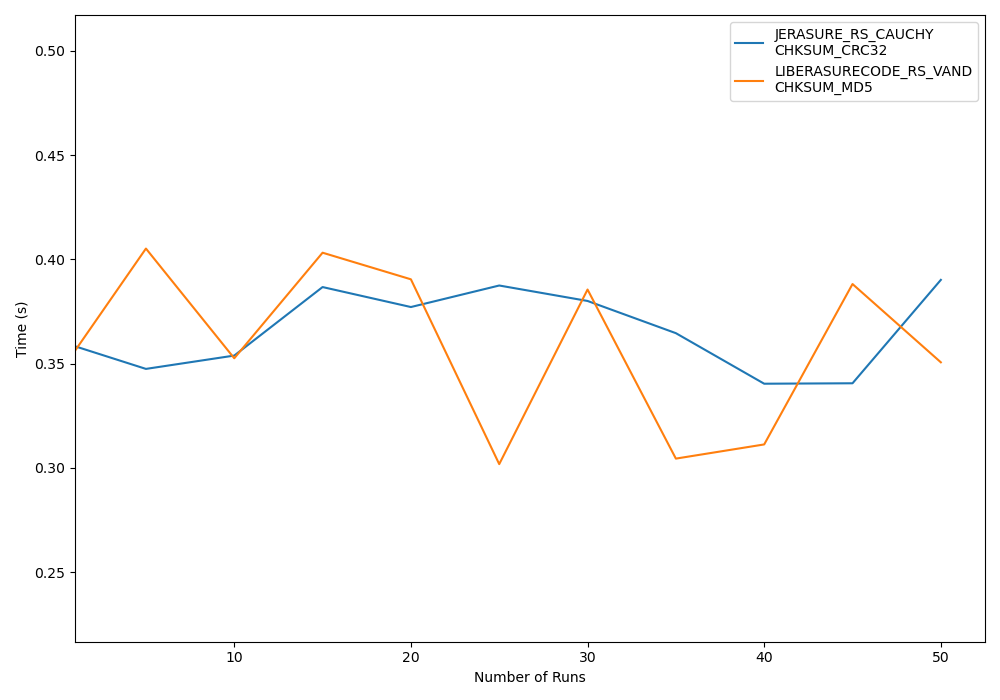 JERASURE_RS_CAUCHY
CHKSUM_CRC32
LIBERASURECODE_RS_VAND
CHKSUM_MD5
0.50
0.45
0.40
0.35
0.30
0.25
Time (s)
10 20 30 40 50
Number of Runs